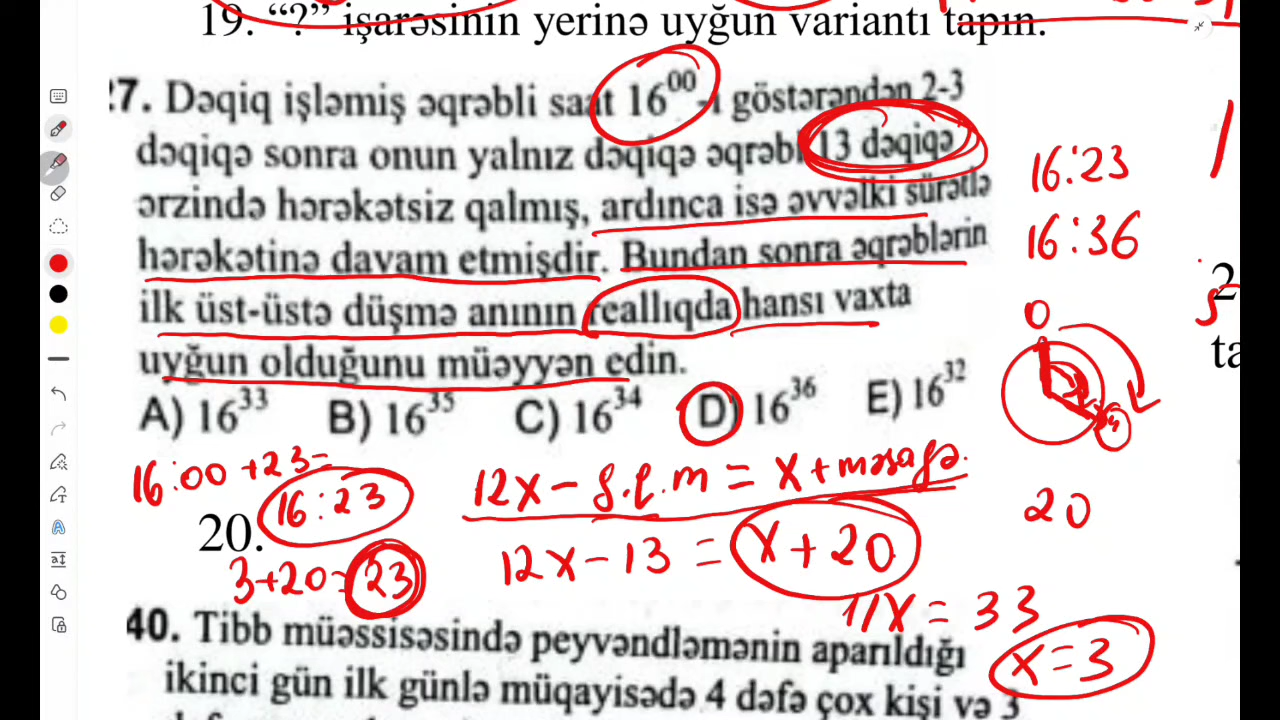 19. “?” işarəsinin yerinə uyğun variantı tapın.
27. Dəqiq işləmiş əqrəbli saat 16⁰⁰-ı göstərəndən 2-3
dəqiqə sonra onun yalnız dəqiqə əqrəbi 13 dəqiqə
ərzində hərəkətsiz qalmış, ardınca isə əvvəlki sürətlə
hərəkətinə davam etmişdir. Bundan sonra əqrəblərin
ilk üst-üstə düşmə anının reallıqda hansı vaxta
uyğun olduğunu müəyyən edin.
A) 16³³ B) 16³⁵ C) 16³⁴ D) 16³⁶ E) 16³²
16:23
16:36
0
4
20
16:00 +23=
16:23
12x - f.q.m = x + məsafə.
20.
3+20=23
12x - 13 = x + 20
11x = 33
x = 3
40. Tibb müəssisəsində peyvəndləmənin aparıldığı
ikinci gün ilk günlə müqayisədə 4 dəfə çox kişi və 3
2
ta